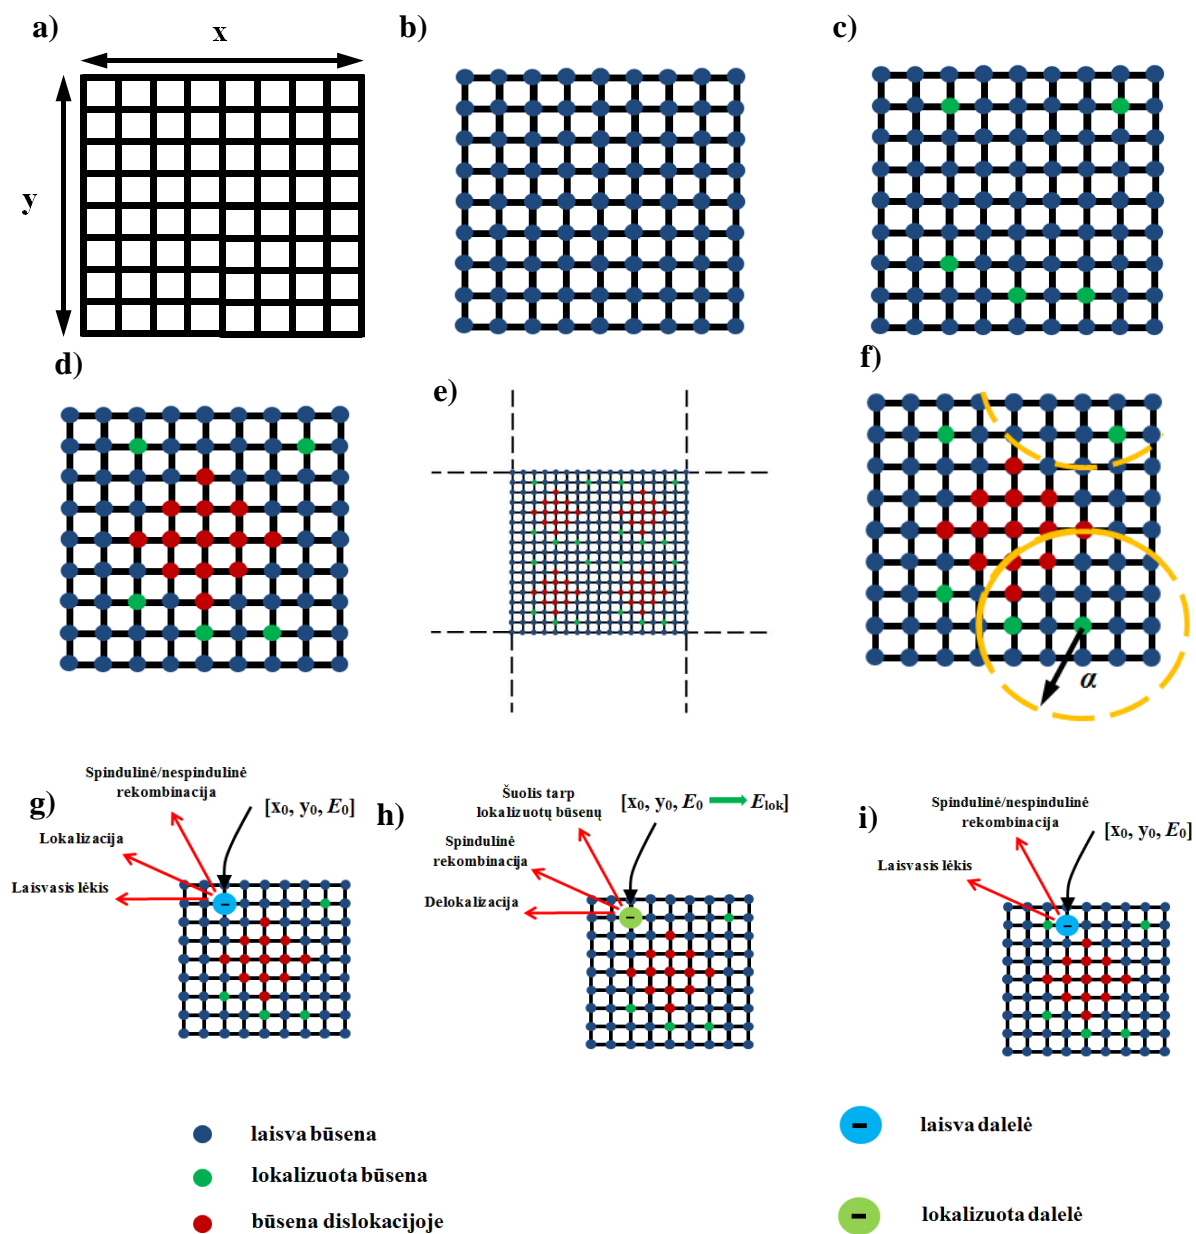 a)
x
y
b)
c)
d)
e)
f)
α
g)
Spindulinė/nespindulinė
rekombinacija
[x₀, y₀, E₀]
Lokalizacija
Laisvasis lėkis
-
h)
Šuolis tarp
lokalizuotų būsenų
[x₀, y₀, E₀ → Elok]
Spindulinė
rekombinacija
Delokalizacija
-
i)
Spindulinė/nespindulinė
rekombinacija
[x₀, y₀, E₀]
Laisvasis lėkis
-
laisva būsena
lokalizuota būsena
būsena dislokacijoje
- laisva dalelė
- lokalizuota dalelė